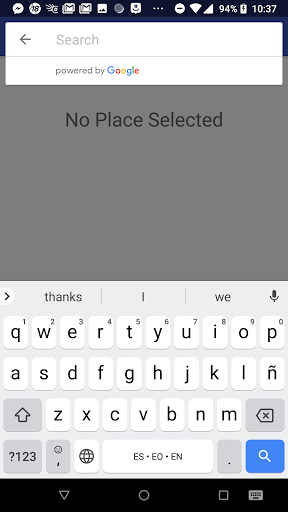 18 94% 10:37
Search
powered by Google
No Place Selected
thanks I we
1 2 3 4 5 6 7 8 9 0
q w e r t y u i o p
a s d f g h j k l ñ
z x c v b n m
?123 , ES • EO • EN .